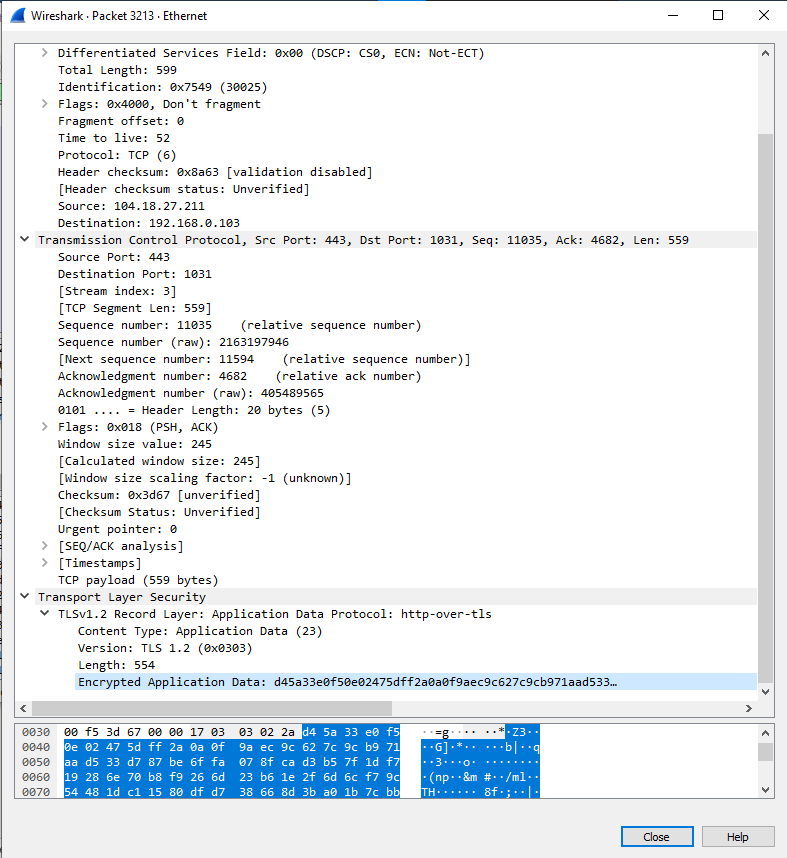 Wireshark · Packet 3213 · Ethernet
Differentiated Services Field: 0x00 (DSCP: CS0, ECN: Not-ECT)
Total Length: 599
Identification: 0x7549 (30025)
Flags: 0x4000, Don't fragment
Fragment offset: 0
Time to live: 52
Protocol: TCP (6)
Header checksum: 0x8a63 [validation disabled]
[Header checksum status: Unverified]
Source: 104.18.27.211
Destination: 192.168.0.103
Transmission Control Protocol, Src Port: 443, Dst Port: 1031, Seq: 11035, Ack: 4682, Len: 559
Source Port: 443
Destination Port: 1031
[Stream index: 3]
[TCP Segment Len: 559]
Sequence number: 11035    (relative sequence number)
Sequence number (raw): 2163197946
[Next sequence number: 11594    (relative sequence number)]
Acknowledgment number: 4682    (relative ack number)
Acknowledgment number (raw): 405489565
0101 .... = Header Length: 20 bytes (5)
Flags: 0x018 (PSH, ACK)
Window size value: 245
[Calculated window size: 245]
[Window size scaling factor: -1 (unknown)]
Checksum: 0x3d67 [unverified]
[Checksum Status: Unverified]
Urgent pointer: 0
[SEQ/ACK analysis]
[Timestamps]
TCP payload (559 bytes)
Transport Layer Security
TLSv1.2 Record Layer: Application Data Protocol: http-over-tls
Content Type: Application Data (23)
Version: TLS 1.2 (0x0303)
Length: 554
Encrypted Application Data: d45a33e0f50e02475dff2a0a0f9aec9c627c9cb971aad533…
0030 00 f5 3d 67 00 00 17 03 03 02 2a d4 5a 33 e0 f5 ··=g·· ····*·Z3··
0040 0e 02 47 5d ff 2a 0a 0f 9a ec 9c 62 7c 9c b9 71 ··G]·*·· ···b|··q
0050 aa d5 33 d7 87 be 6f fa 07 8f ca d3 b5 7f 1d f7 ··3···o· ········
0060 19 28 6e 70 b8 f9 26 6d 23 b6 1e 2f 6d 6c f7 9c ·(np··&m #··/ml··
0070 54 48 1d c1 15 80 df d7 38 66 8d 3b a0 1b 7c bb TH······ 8f·;··|·
Close
Help